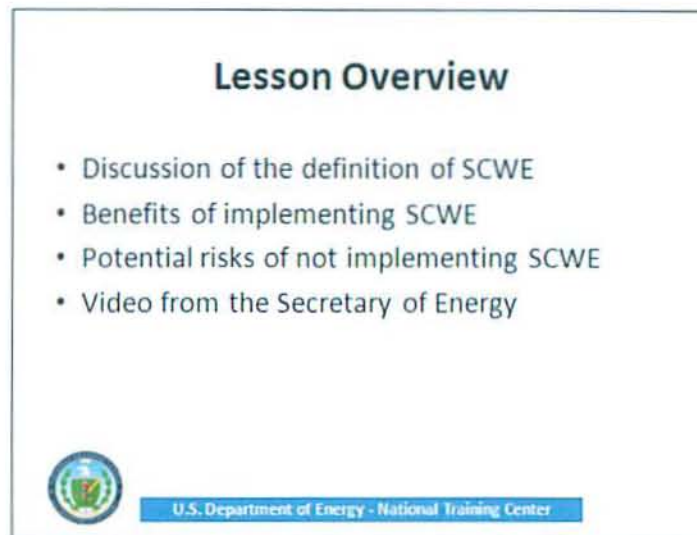 Lesson Overview
• Discussion of the definition of SCWE
• Benefits of implementing SCWE
• Potential risks of not implementing SCWE
• Video from the Secretary of Energy
U.S. Department of Energy - National Training Center